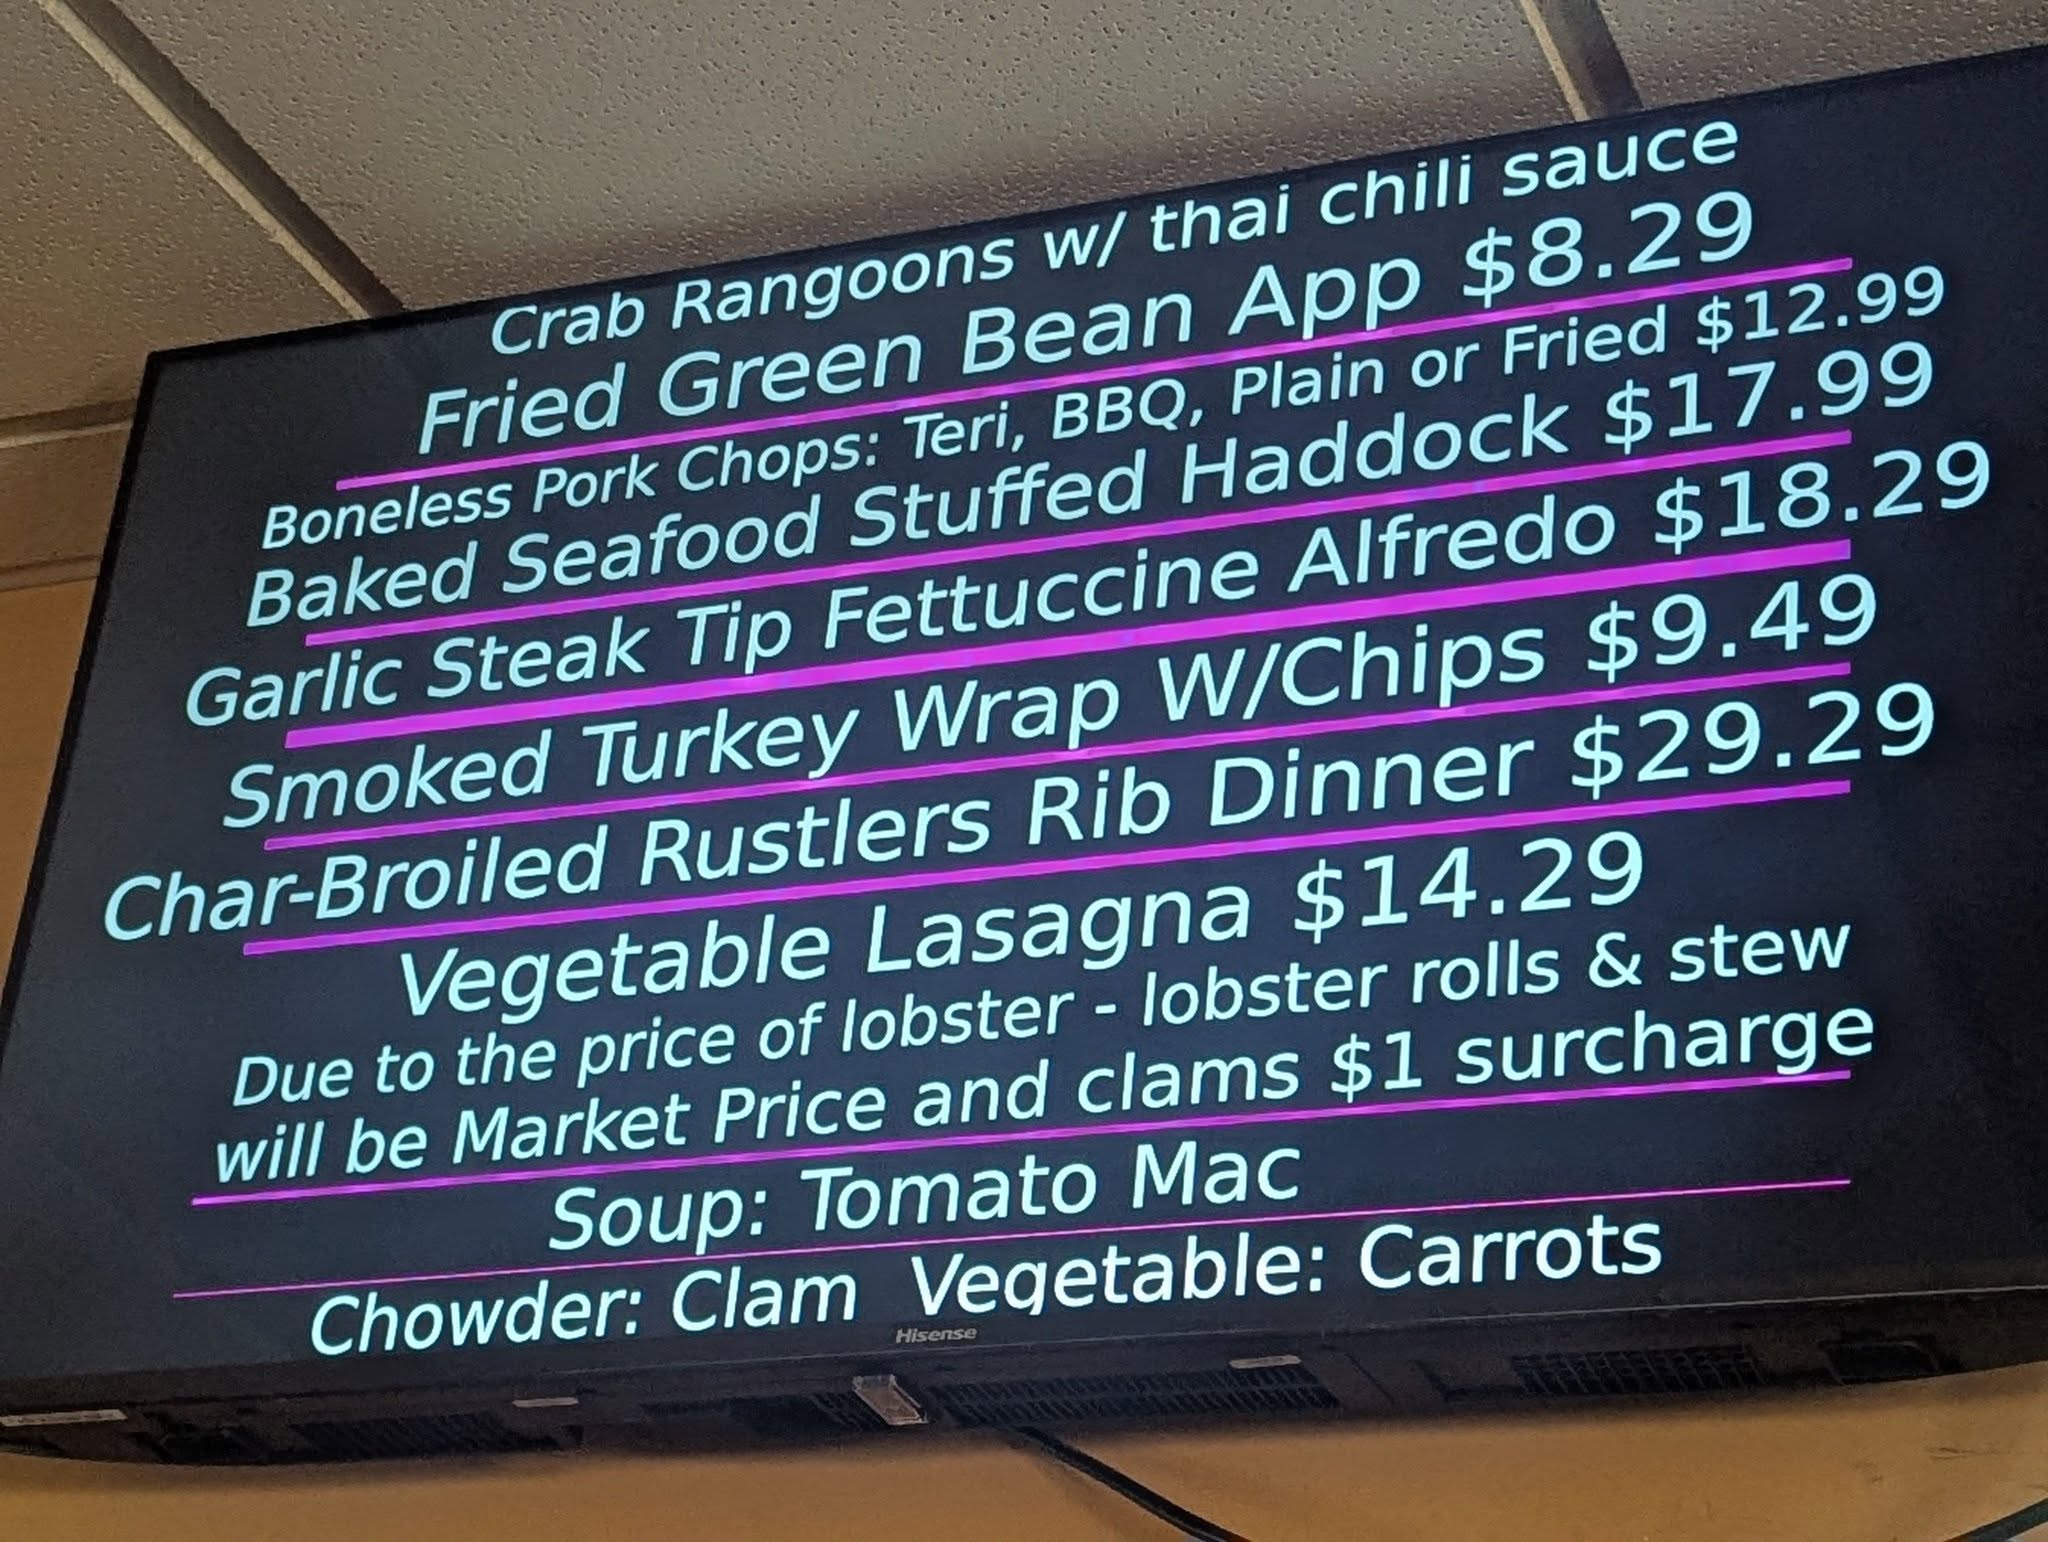 Crab Rangoons w/ thai chili sauce
Fried Green Bean App $8.29
Boneless Pork Chops: Teri, BBQ, Plain or Fried $12.99
Baked Seafood Stuffed Haddock $17.99
Garlic Steak Tip Fettuccine Alfredo $18.29
Smoked Turkey Wrap W/Chips $9.49
Char-Broiled Rustlers Rib Dinner $29.29
Vegetable Lasagna $14.29
Due to the price of lobster - lobster rolls & stew
will be Market Price and clams $1 surcharge
Soup: Tomato Mac
Chowder: Clam Vegetable: Carrots
Hisense